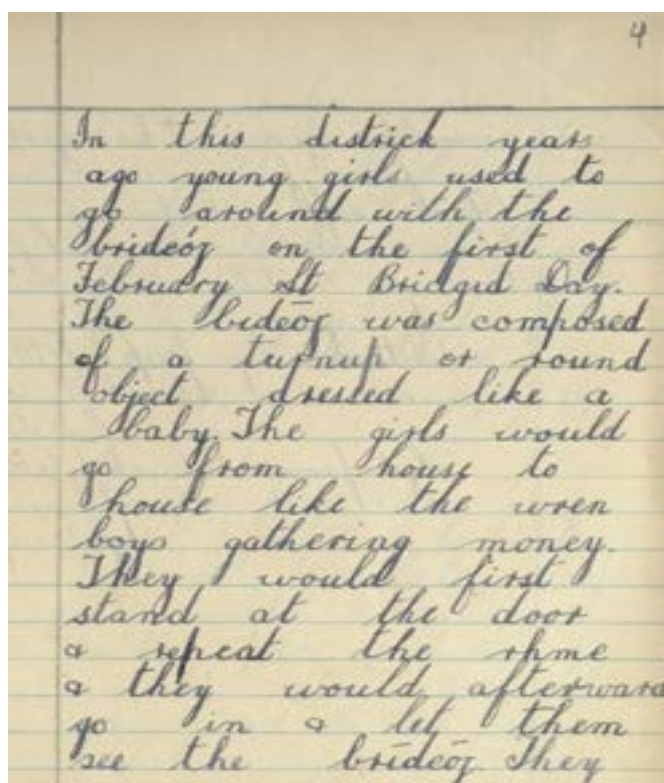 4
In this districk years
ago young girls used to
go around with the
brídeóg on the first of
February St Bridgid Day.
The bideóg was composed
of a turnup or round
object dressed like a
baby. The girls would
go from house to
house like the wren
boys gathering money.
They would first
stand at the door
& repeat the rhme
& they would afterward
go in & let them
see the brídeóg They